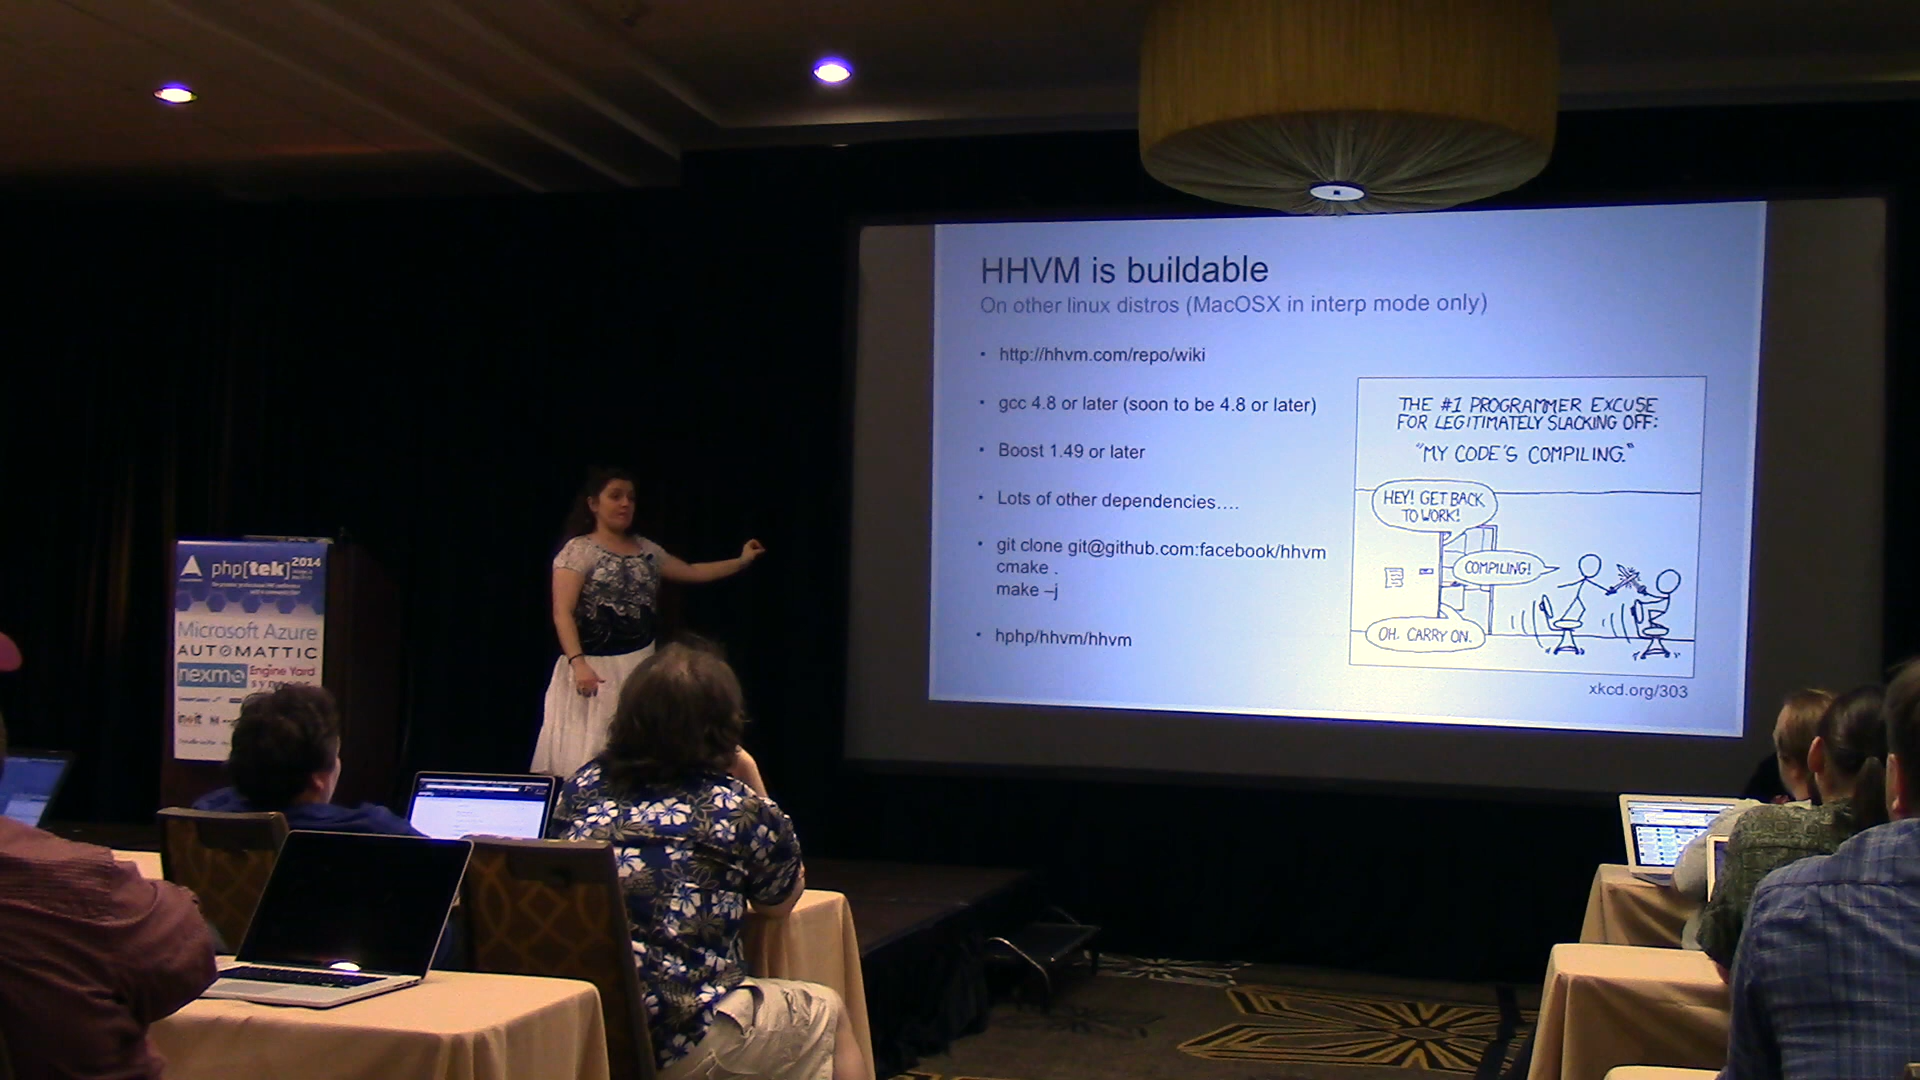 HHVM is buildable
On other linux distros (MacOSX in interp mode only)
• http://hhvm.com/repo/wiki
• gcc 4.8 or later (soon to be 4.8 or later)
• Boost 1.49 or later
• Lots of other dependencies....
• git clone git@github.com:facebook/hhvm
cmake .
make –j
• hphp/hhvm/hhvm
THE #1 PROGRAMMER EXCUSE
FOR LEGITIMATELY SLACKING OFF:
"MY CODE'S COMPILING."
HEY! GET BACK
TO WORK!
COMPILING!
OH. CARRY ON.
xkcd.org/303
php[tek] 2014
Microsoft Azure
AUTOMATTIC
nexmo
Engine Yard